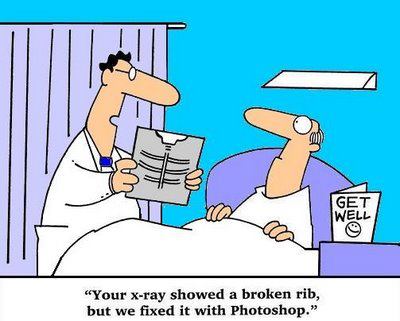 GET
WELL
“Your x-ray showed a broken rib,
but we fixed it with Photoshop.”